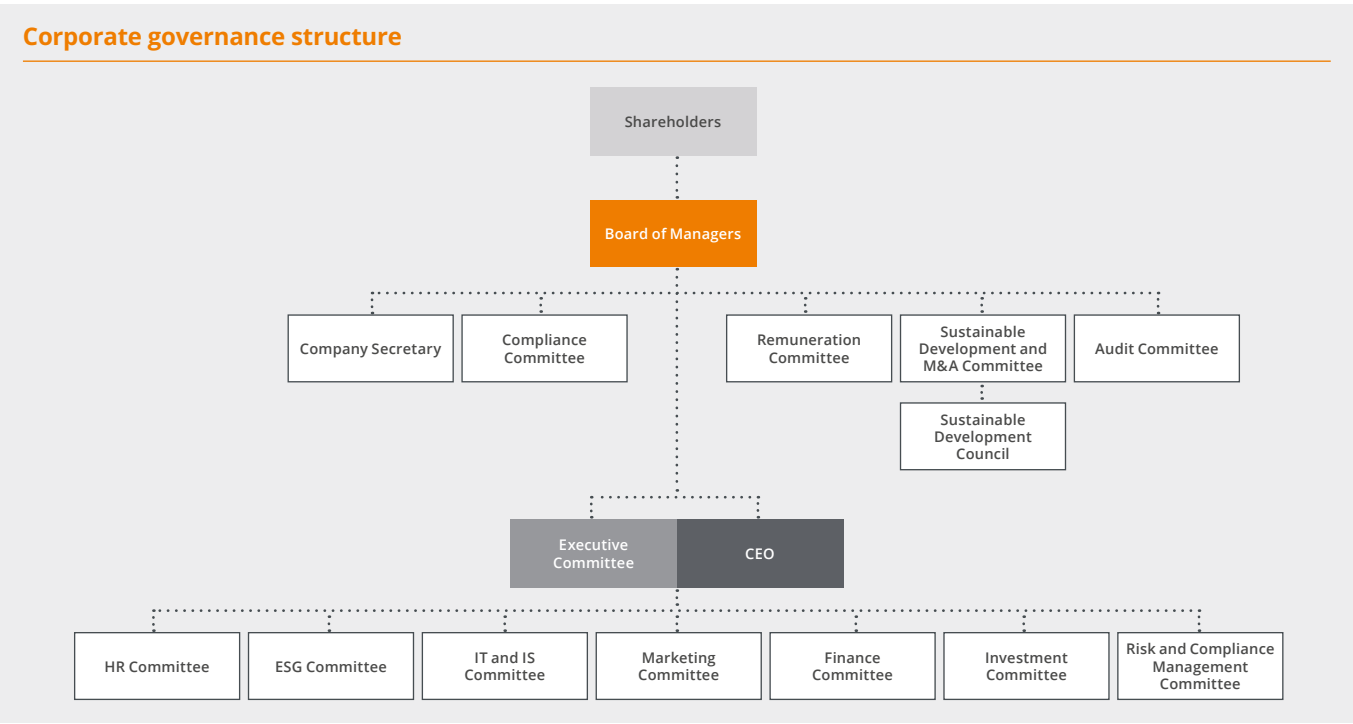 Corporate governance structure
Shareholders
Board of Managers
Company Secretary
Compliance
Committee
Remuneration
Committee
Sustainable
Development and
M&A Committee
Audit Committee
Sustainable
Development
Council
Executive
Committee
CEO
HR Committee
ESG Committee
IT and IS
Committee
Marketing
Committee
Finance
Committee
Investment
Committee
Risk and Compliance
Management
Committee